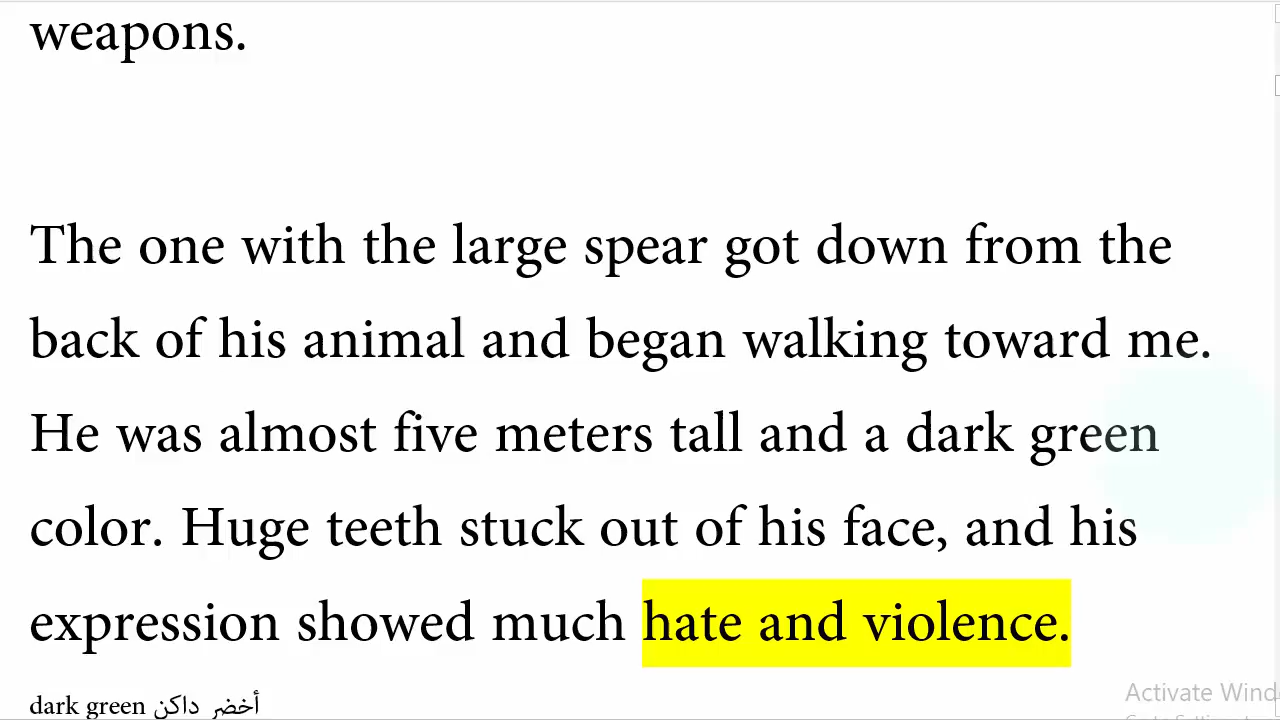 weapons.
The one with the large spear got down from the
back of his animal and began walking toward me.
He was almost five meters tall and a dark green
color. Huge teeth stuck out of his face, and his
expression showed much hate and violence.
dark green أخضر داكن
Activate Wind